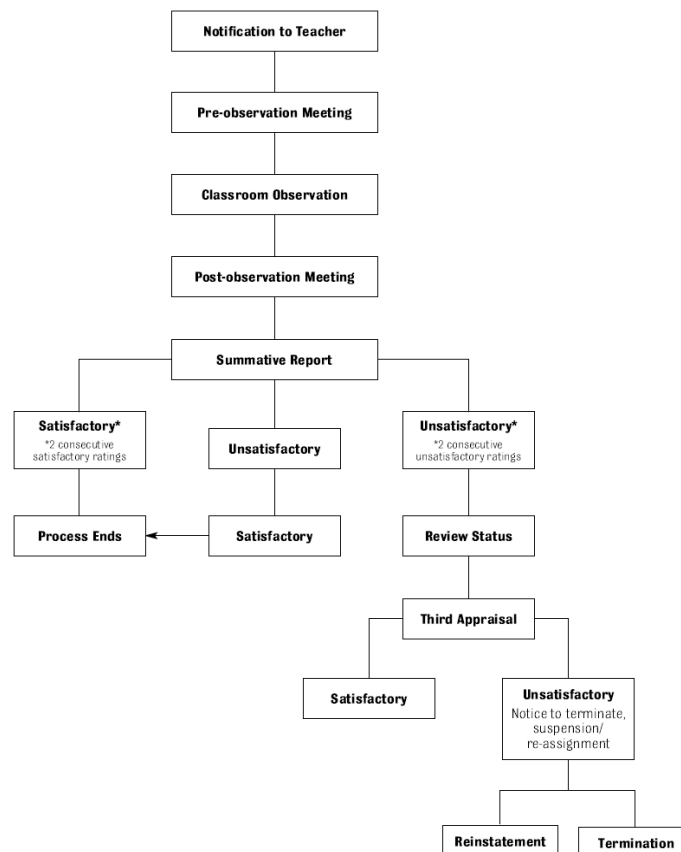 Notification to Teacher
Pre-observation Meeting
Classroom Observation
Post-observation Meeting
Summative Report
Satisfactory*
*2 consecutive
satisfactory ratings
Unsatisfactory
Unsatisfactory*
*2 consecutive
unsatisfactory ratings
Process Ends
Satisfactory
Review Status
Third Appraisal
Satisfactory
Unsatisfactory
Notice to terminate,
suspension/
re-assignment
Reinstatement
Termination